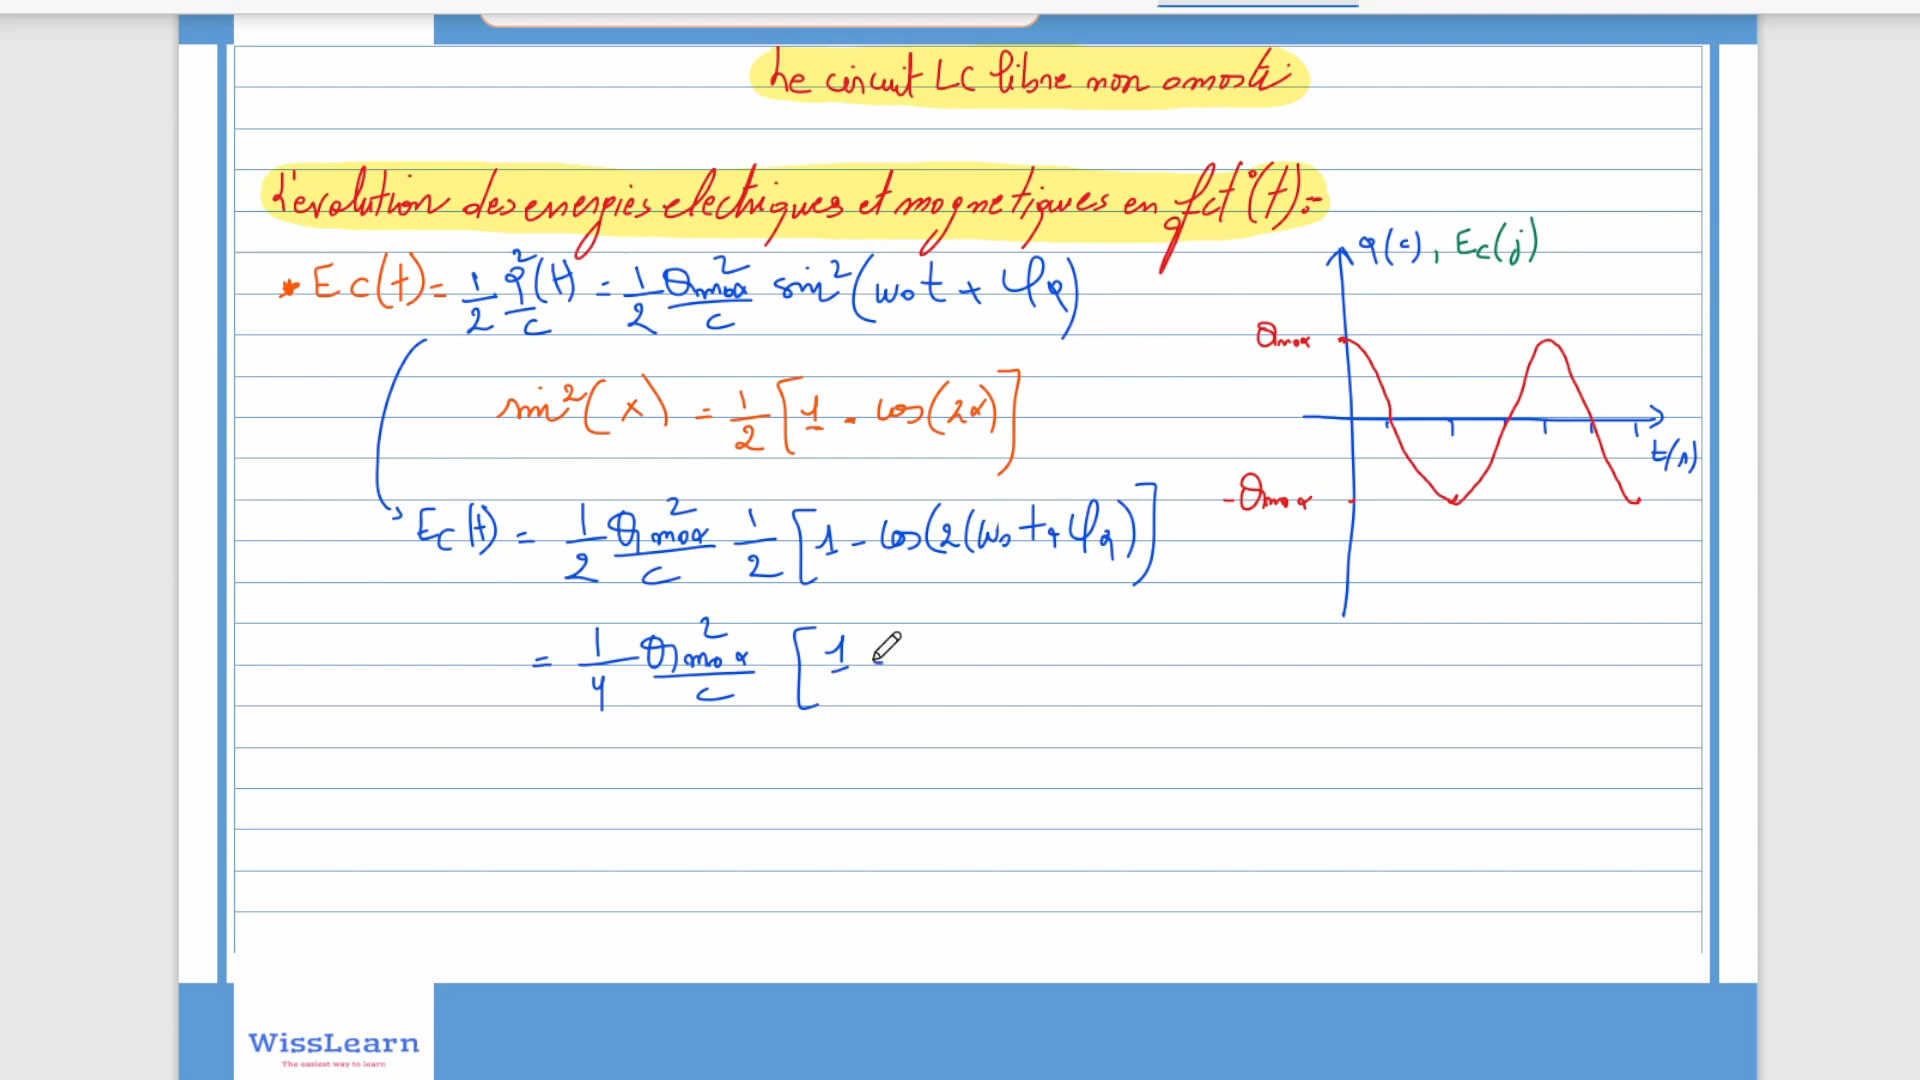 Le circuit LC libre non amorti
L'evolution des energies electriques et magnetiques en fct°(t):-
* Ec(t) = 1/2 q²(t)/c = 1/2 Qmax²/c sin²(ω₀t + φq)
sin²(x) = 1/2 [1 - cos(2x)]
Ec(t) = 1/2 Qmax²/c 1/2 [1 - cos(2(ω₀t + φq)]
= 1/4 Qmax²/c [1
q(c), Ec(j)
Qmax
t(s)
-Qmax
WissLearn
The easiest way to learn